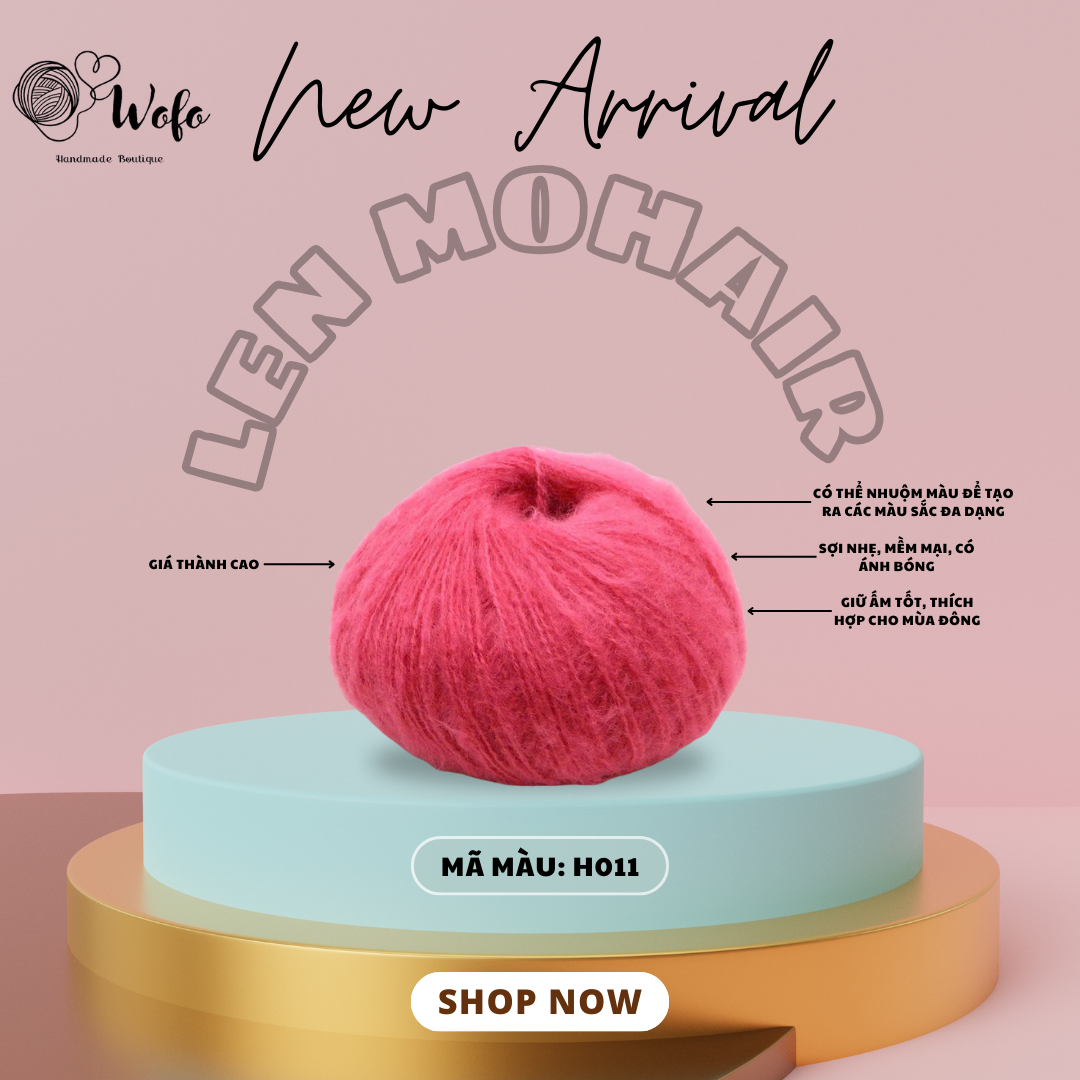 Wofo
Handmade Boutique
New Arrival
LEN MOHAIR
CÓ THỂ NHUỘM MÀU ĐỂ TẠO
RA CÁC MÀU SẮC ĐA DẠNG
SỢI NHẸ, MỀM MẠI, CÓ
ÁNH BÓNG
GIÁ THÀNH CAO
GIỮ ẤM TỐT, THÍCH
HỢP CHO MÙA ĐÔNG
MÃ MÀU: H011
SHOP NOW